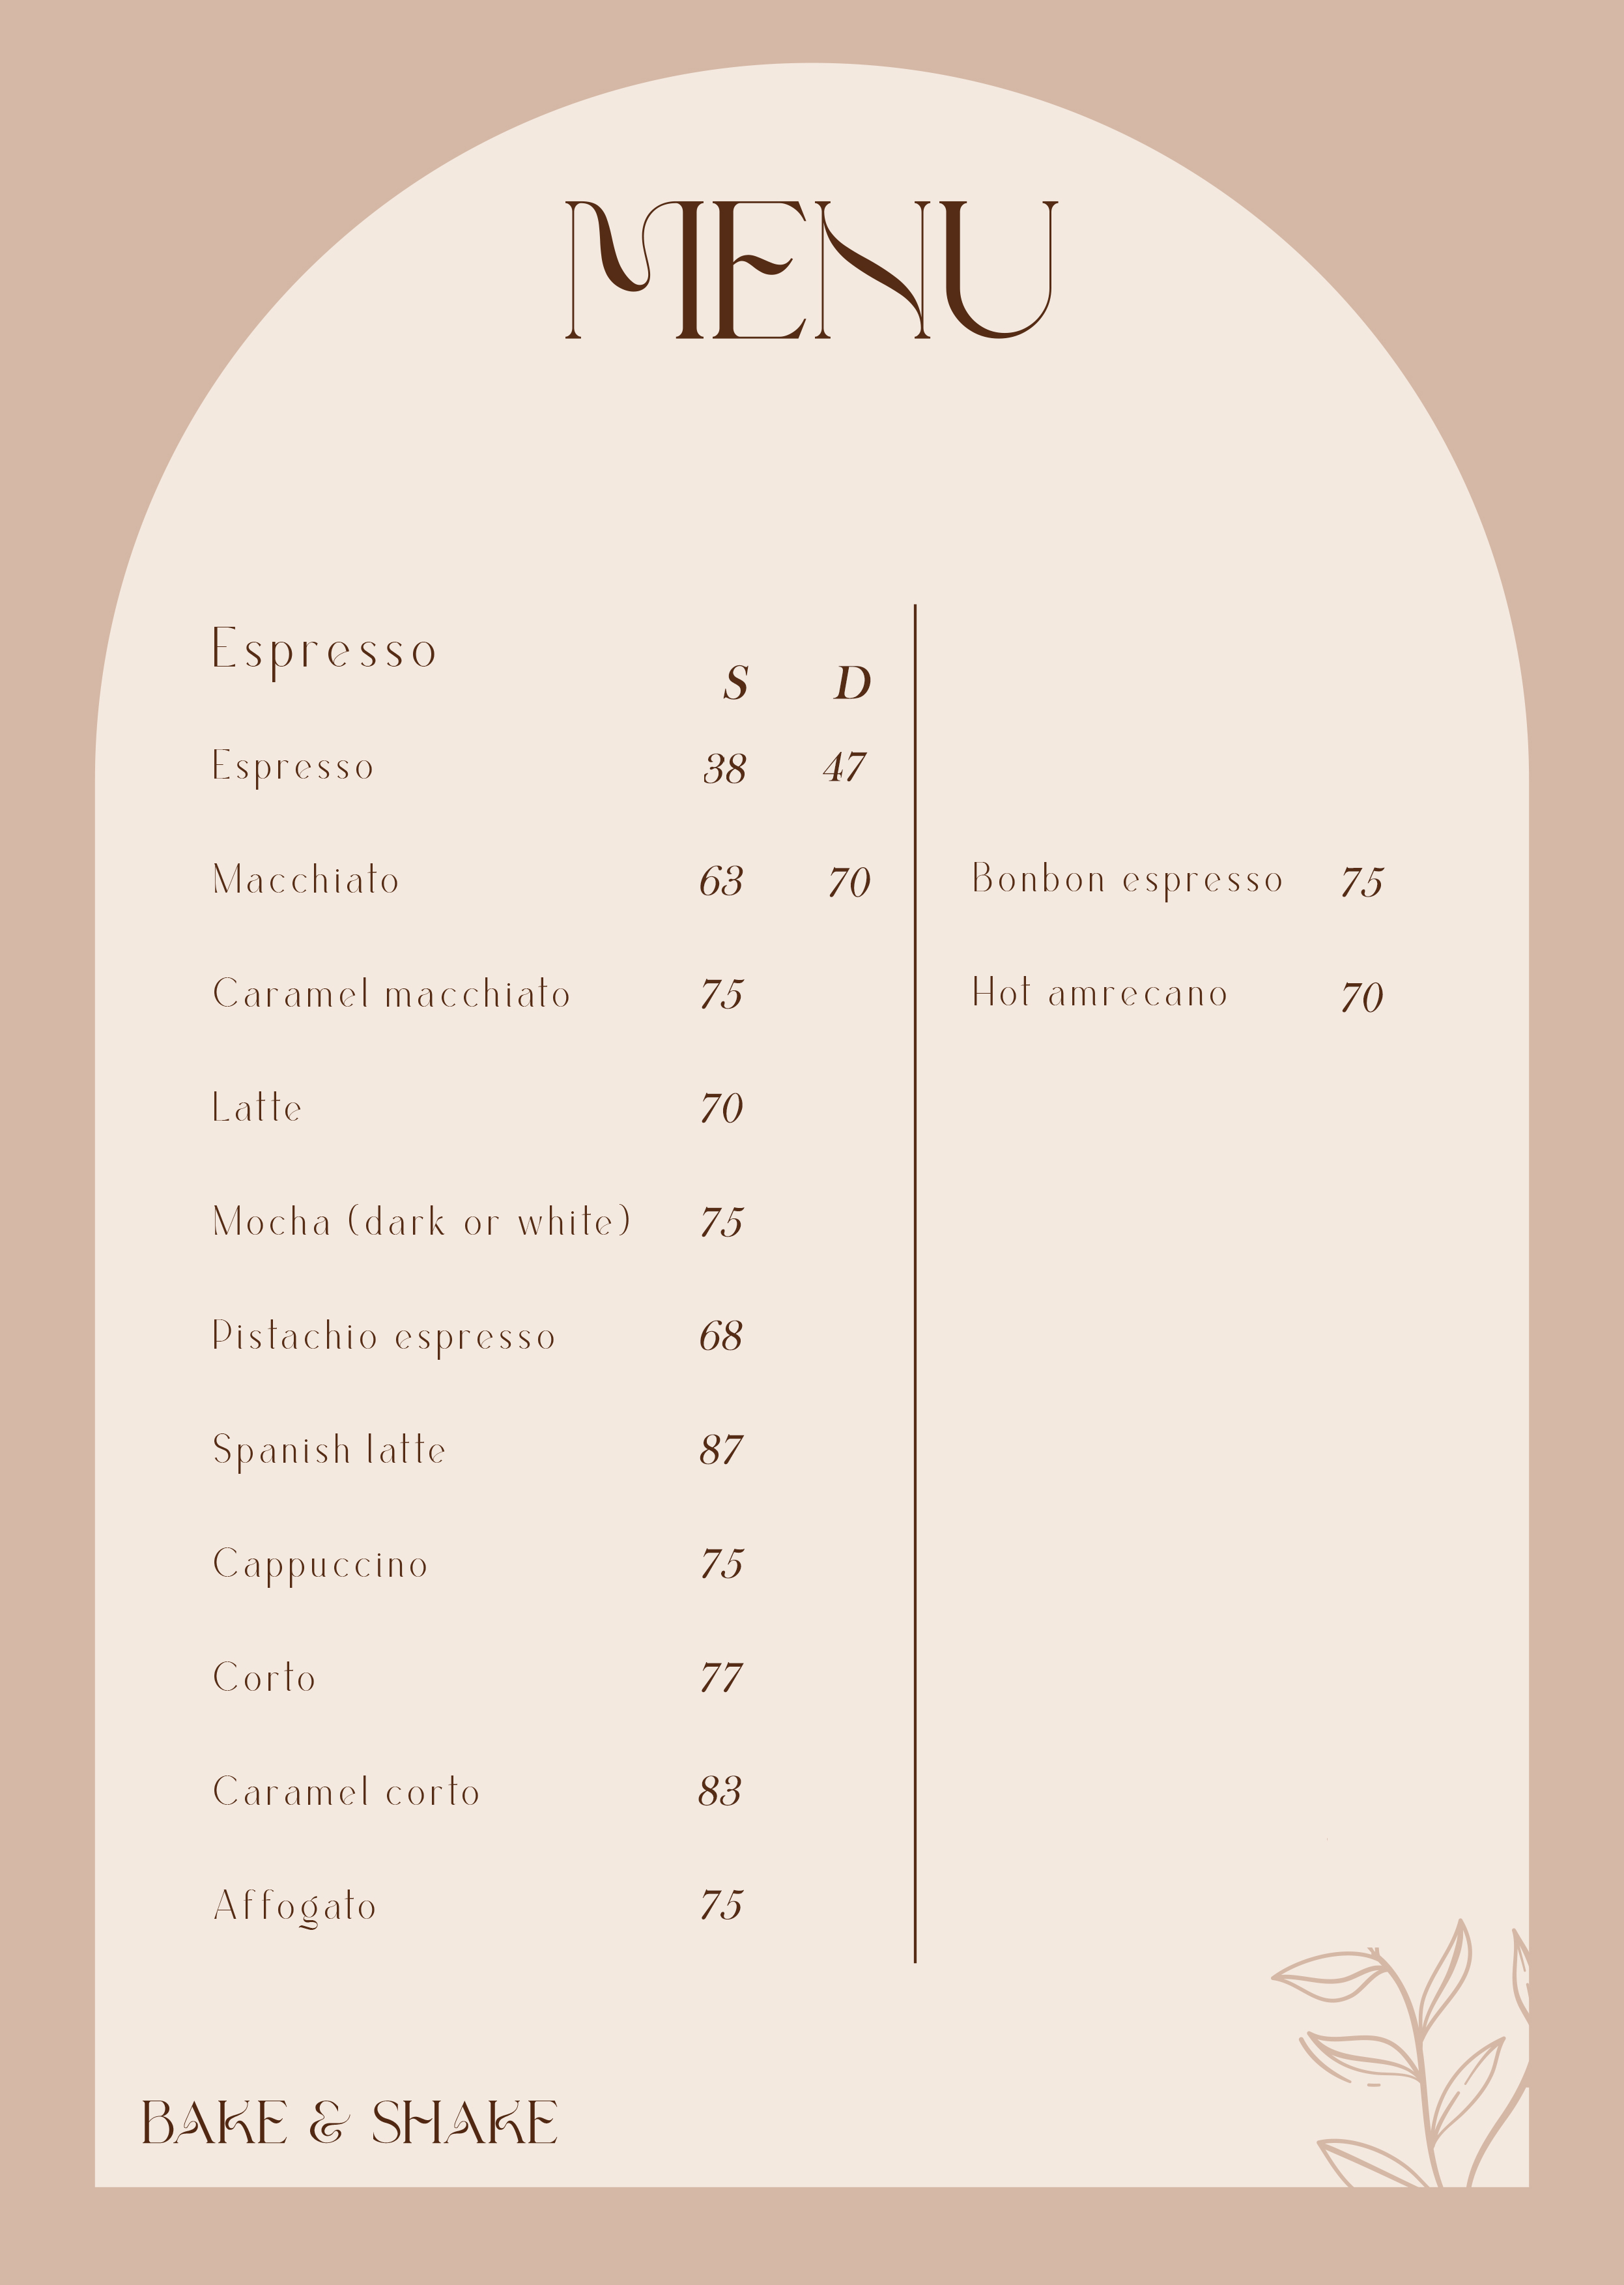 MENU
Espresso
S D
Espresso 38 47
Macchiato 63 70
Caramel macchiato 75
Latte 70
Mocha (dark or white) 75
Pistachio espresso 68
Spanish latte 87
Cappuccino 75
Corto 77
Caramel corto 83
Affogato 75
Bonbon espresso 75
Hot amrecano 70
BAKE & SHAKE